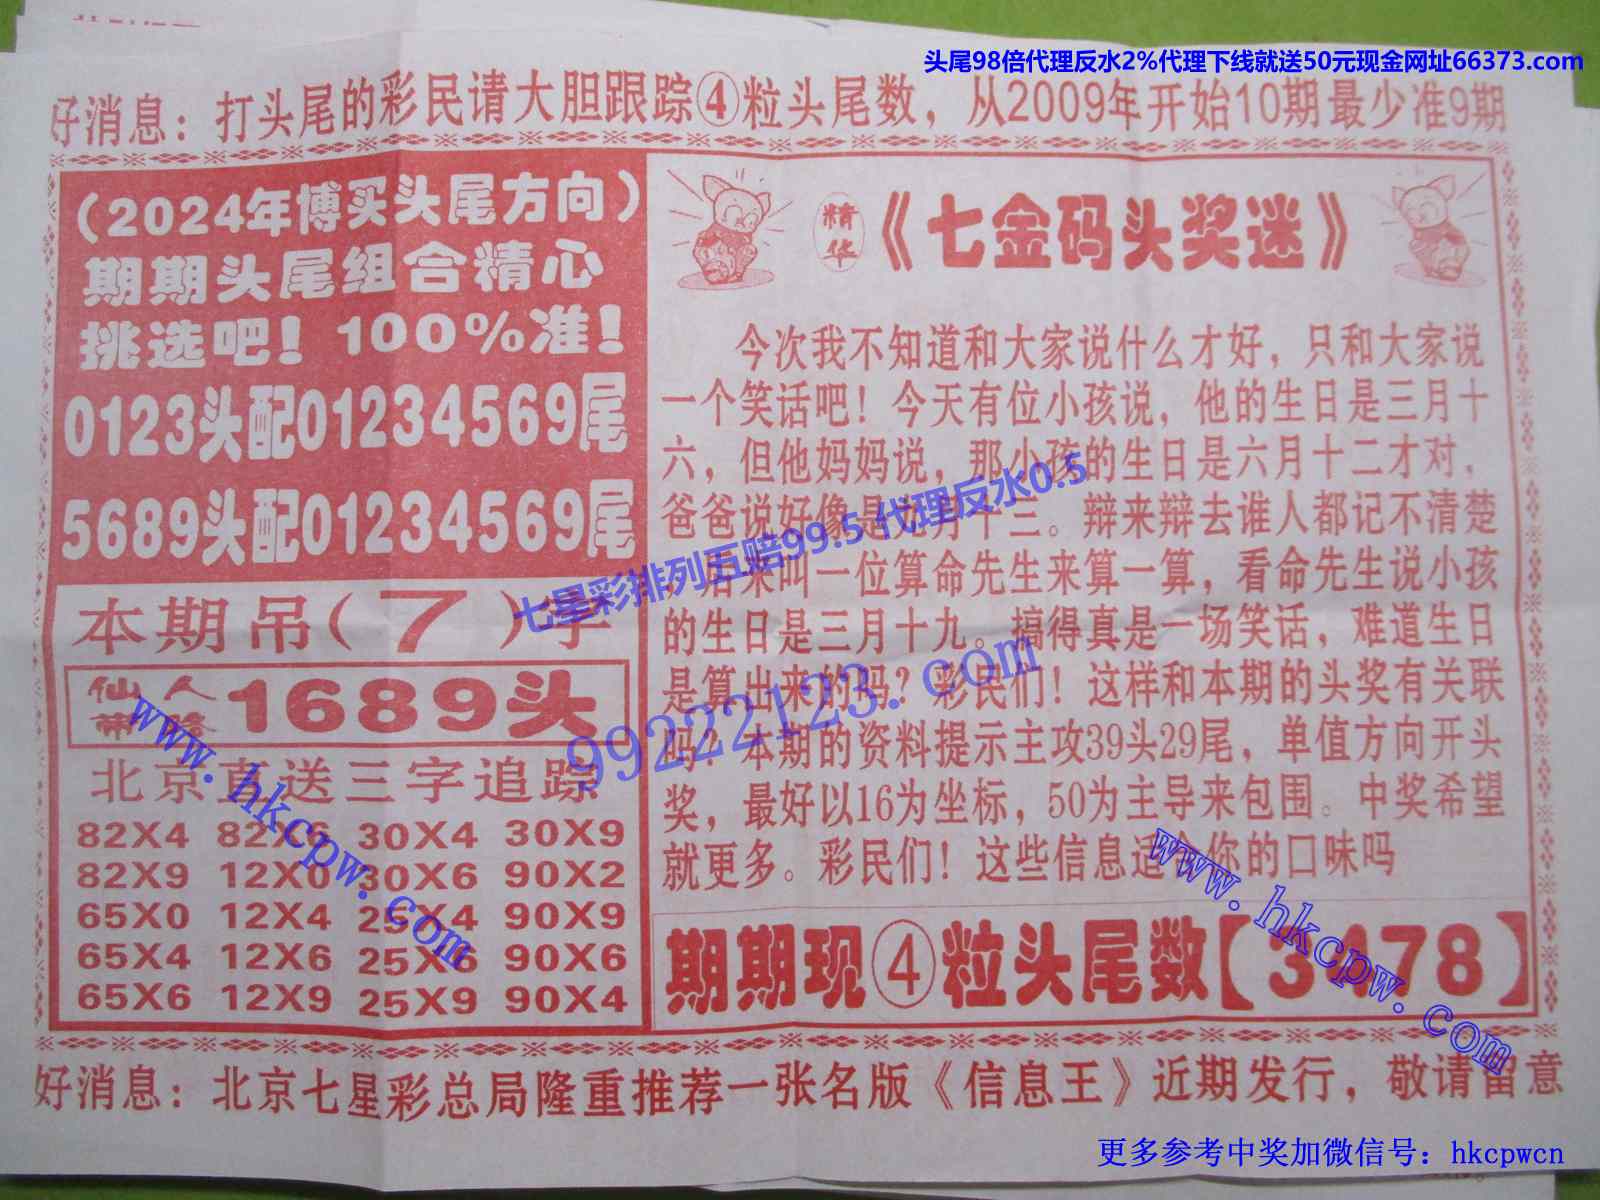 头尾98倍代理反水2%代理下线就送50元现金网址66373.com
好消息：打头尾的彩民请大胆跟踪④粒头尾数，从2009年开始10期最少准9期
（2024年博买头尾方向）
期期头尾组合精心
挑选吧！100%准！
0123头配01234569尾
5689头配01234569尾
本期吊（7）字
仙人
1689头
北京直送三字追踪
82X4 82X6 30X4 30X9
82X9 12X0 30X6 90X2
65X0 12X4 25X4 90X9
65X4 12X6 25X6 90X6
65X6 12X9 25X9 90X4
精华
《七金码头奖迷》
今次我不知道和大家说什么才好，只和大家说
一个笑话吧！今天有位小孩说，他的生日是三月十
六，但他妈妈说，那小孩的生日是六月十二才对，
爸爸说好像是九月十三。辩来辩去谁人都记不清楚
，后来叫一位算命先生来算一算，看命先生说小孩
的生日是三月十九。搞得真是一场笑话，难道生日
是算出来的吗？彩民们！这样和本期的头奖有关联
吗？本期的资料提示主攻39头29尾，单值方向开头
奖，最好以16为坐标，50为主导来包围。中奖希望
就更多。彩民们！这些信息适合你的口味吗
期期现④粒头尾数【3478】
好消息：北京七星彩总局隆重推荐一张名版《信息王》近期发行，敬请留意
七星彩排列五赔99.5 代理反水0.5
99222123.com
www.hkcpw.com
www.hkcpw.com
更多参考中奖加微信号：hkcpwcn